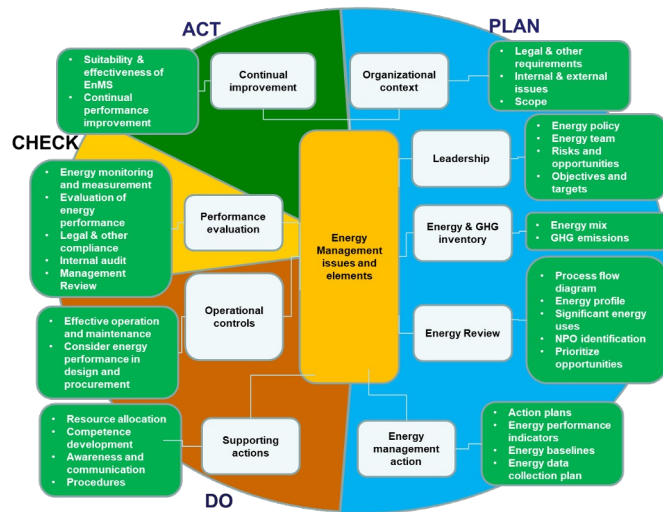 ACT
PLAN
• Suitability &
effectiveness of
EnMS
• Continual
performance
improvement
Continual
improvement
Organizational
context
• Legal & other
requirements
• Internal & external
issues
• Scope
CHECK
Leadership
• Energy policy
• Energy team
• Risks and
opportunities
• Objectives and
targets
• Energy monitoring
and measurement
• Evaluation of
energy
performance
• Legal & other
compliance
• Internal audit
• Management
Review
Performance
evaluation
Energy
Management
issues and
elements
Energy & GHG
inventory
• Energy mix
• GHG emissions
• Effective operation
and maintenance
• Consider energy
performance in
design and
procurement
Operational
controls
Energy Review
• Process flow
diagram
• Energy profile
• Significant energy
uses
• NPO identification
• Prioritize
opportunities
• Resource allocation
• Competence
development
• Awareness and
communication
• Procedures
Supporting
actions
Energy
management
action
• Action plans
• Energy performance
indicators
• Energy baselines
• Energy data
collection plan
DO